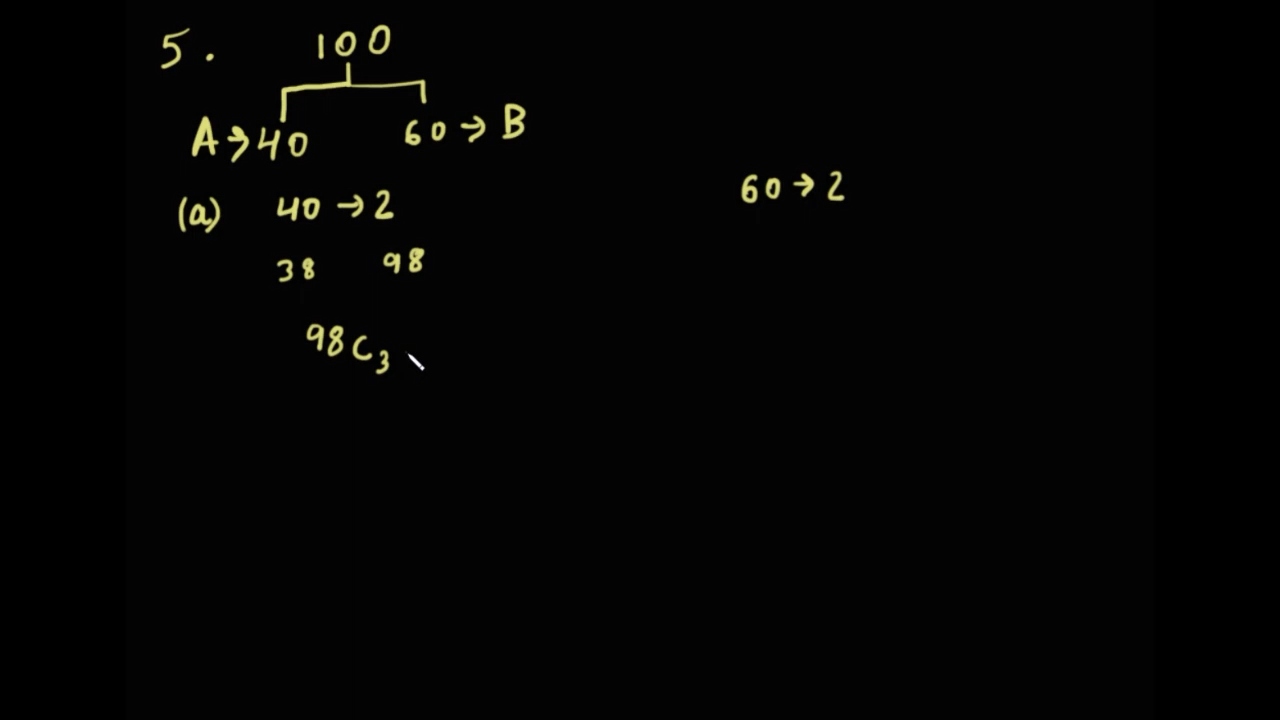 5. 100
A → 40 60 → B
(a) 40 → 2 60 → 2
38 98
⁹⁸C₃